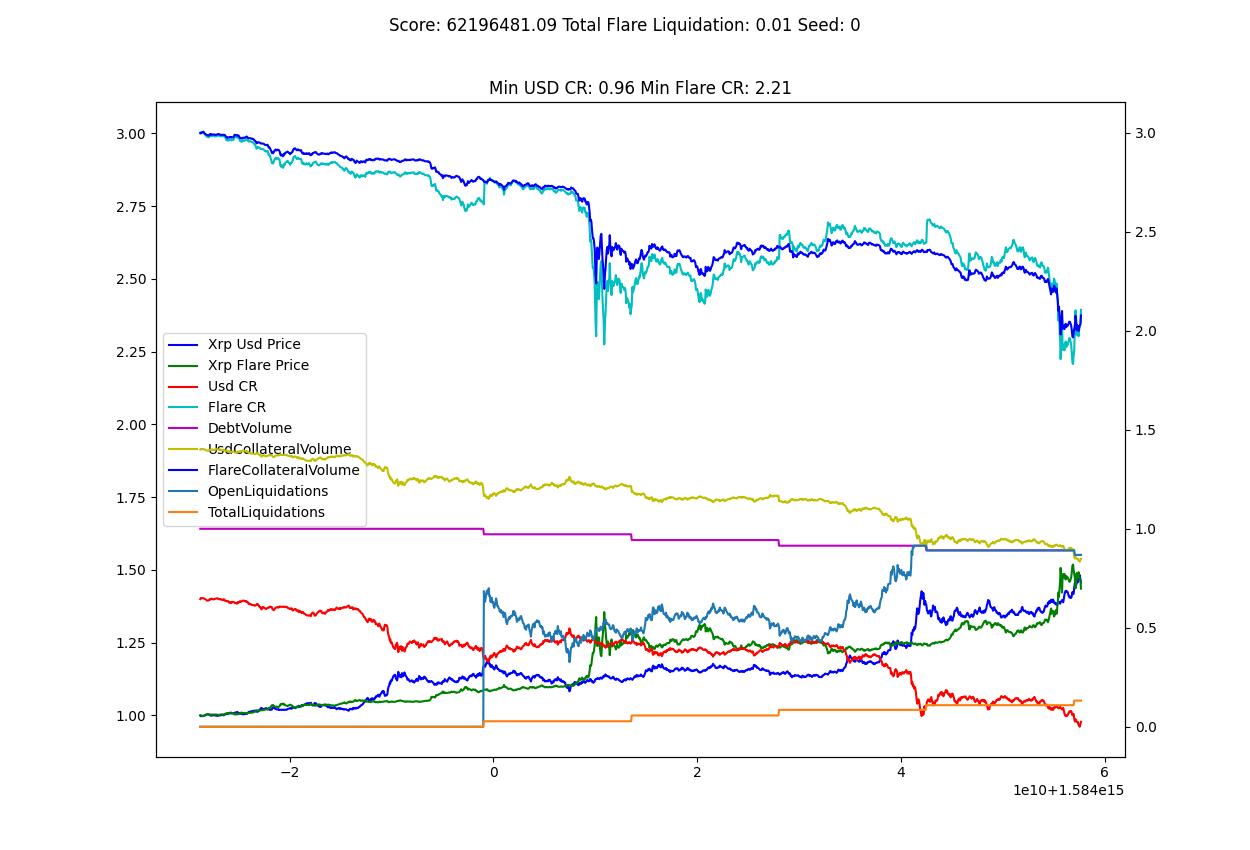 Score: 62196481.09 Total Flare Liquidation: 0.01 Seed: 0
Min USD CR: 0.96 Min Flare CR: 2.21
3.00
2.75
2.50
2.25
2.00
1.75
1.50
1.25
1.00
Xrp Usd Price
Xrp Flare Price
Usd CR
Flare CR
DebtVolume
UsdCollateralVolume
FlareCollateralVolume
OpenLiquidations
TotalLiquidations
3.0
2.5
2.0
1.5
1.0
0.5
0.0
−2 0 2 4 6
1e10+1.584e15